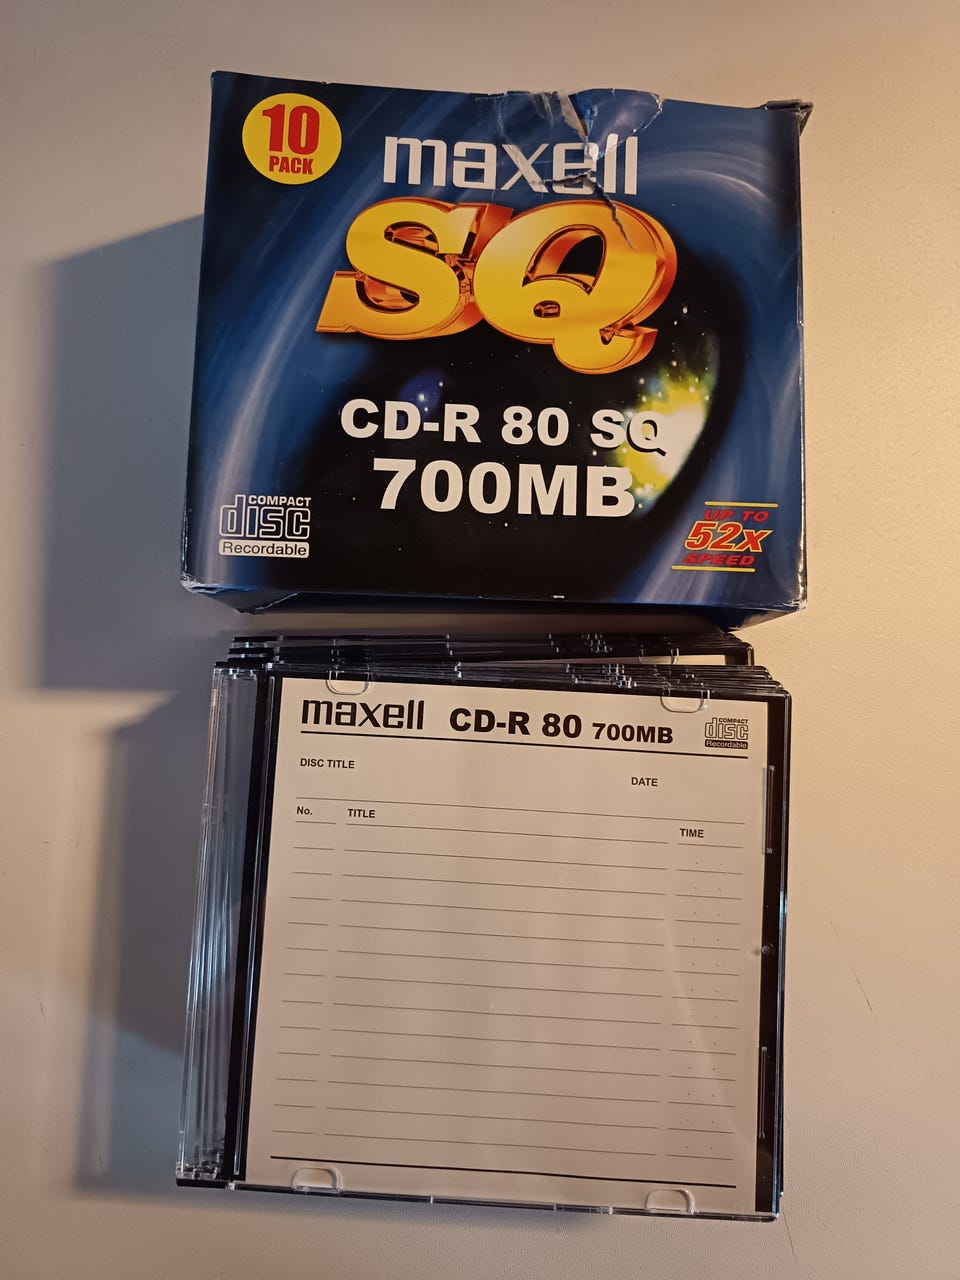 10
PACK
maxell
SQ
CD-R 80 SQ
700MB
COMPACT
disc
Recordable
UP TO
52x
SPEED
maxell CD-R 80 700MB
COMPACT
disc
Recordable
DISC TITLE
DATE
No. TITLE
TIME